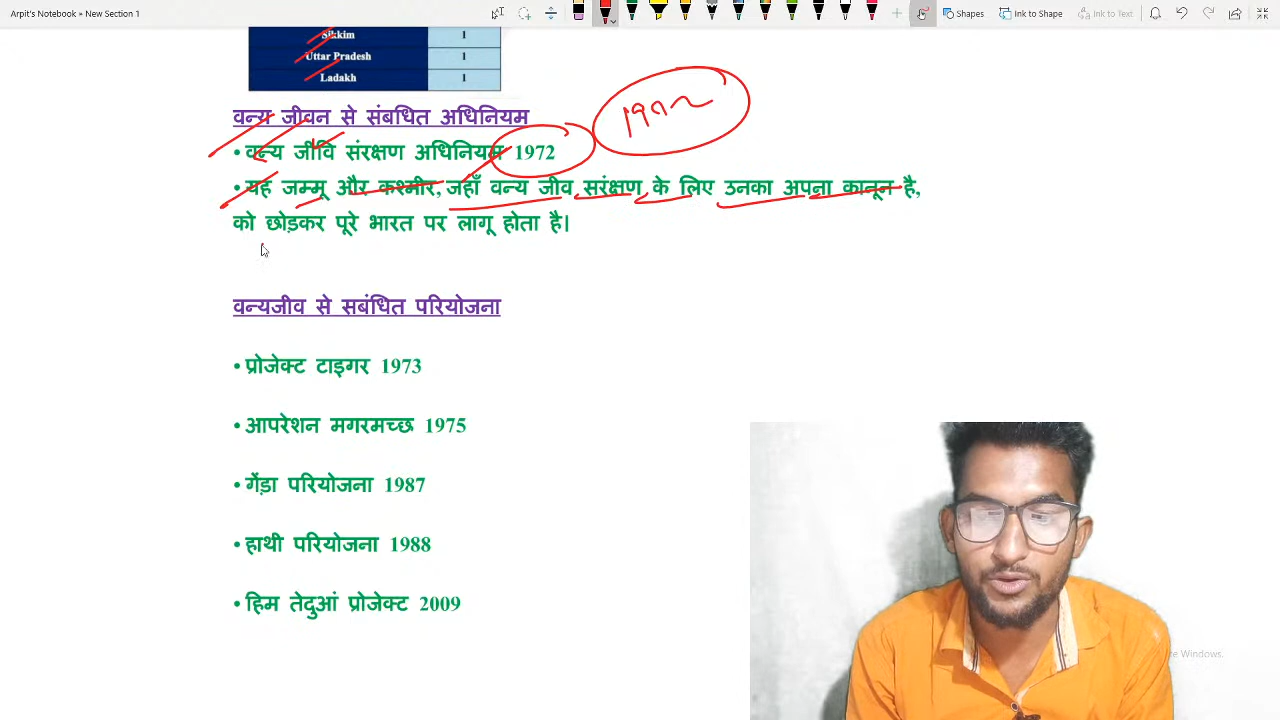 Arpit's Notebook » New Section 1
Shapes
Ink to Shape
Ink to Text
Sikkim 1
Uttar Pradesh 1
Ladakh 1
वन्य जीवन से संबधित अधिनियम
• वन्य जीवि संरक्षण अधिनियम 1972
• यह जम्मू और कश्मीर, जहाँ वन्य जीव सरंक्षण के लिए उनका अपना कानून है,
को छोड़कर पूरे भारत पर लागू होता है।
वन्यजीव से सबंधित परियोजना
• प्रोजेक्ट टाइगर 1973
• आपरेशन मगरमच्छ 1975
• गेंड़ा परियोजना 1987
• हाथी परियोजना 1988
• हिम तेदुआं प्रोजेक्ट 2009